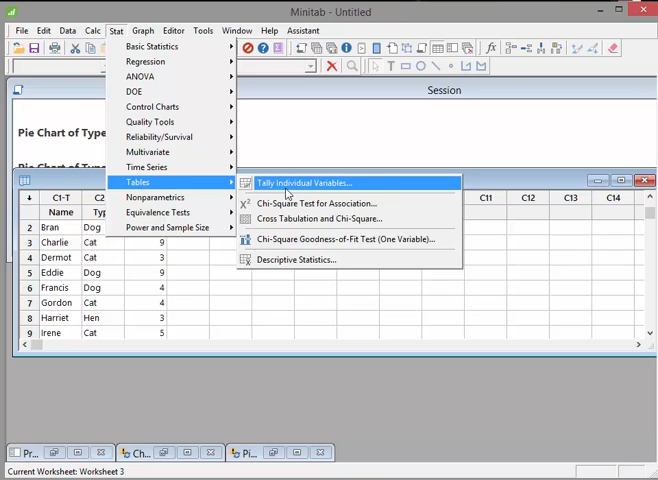 Minitab - Untitled
File Edit Data Calc Stat Graph Editor Tools Window Help Assistant
Basic Statistics
Regression
ANOVA
DOE
Control Charts
Quality Tools
Reliability/Survival
Multivariate
Time Series
Tables
Nonparametrics
Equivalence Tests
Power and Sample Size
Tally Individual Variables...
Chi-Square Test for Association...
Cross Tabulation and Chi-Square...
Chi-Square Goodness-of-Fit Test (One Variable)...
Descriptive Statistics...
Session
Pie Chart of Type
C1-T C2 C11 C12 C13 C14
Name Typ
2 Bran Dog
3 Charlie Cat 9
4 Dermot Cat 3
5 Eddie Dog 9
6 Francis Dog 4
7 Gordon Cat 4
8 Harriet Hen 3
9 Irene Cat 5
Pr... Ch... Pi...
Current Worksheet: Worksheet 3